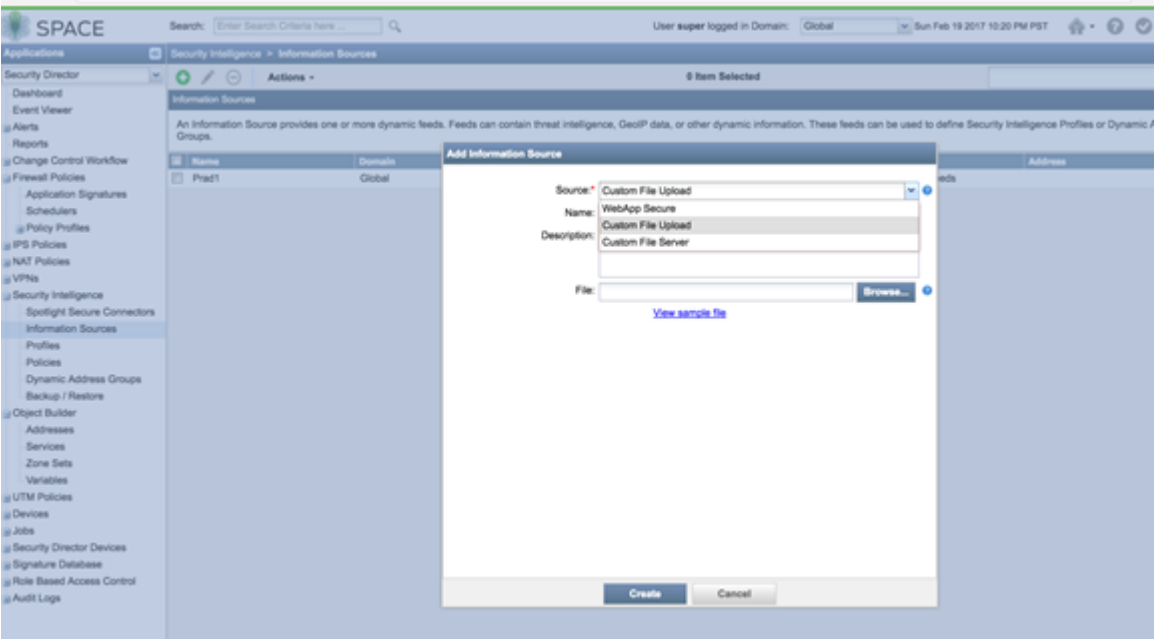 SPACE
Search: Enter Search Criteria here ...
User super logged in Domain: Global
Sun Feb 19 2017 10:20 PM PST
Applications
Security Intelligence > Information Sources
Security Director
Actions
0 Item Selected
Dashboard
Event Viewer
Alerts
Reports
Change Control Workflow
Firewall Policies
Application Signatures
Schedulers
Policy Profiles
IPS Policies
NAT Policies
VPNs
Security Intelligence
Spotlight Secure Connectors
Information Sources
Profiles
Policies
Dynamic Address Groups
Backup / Restore
Object Builder
Addresses
Services
Zone Sets
Variables
UTM Policies
Devices
Jobs
Security Director Devices
Signature Database
Role Based Access Control
Audit Logs
Information Sources
An Information Source provides one or more dynamic feeds. Feeds can contain threat intelligence, GeoIP data, or other dynamic information. These feeds can be used to define Security Intelligence Profiles or Dynamic A
Groups.
Name Domain Address
Prad1 Global eds
Add Information Source
Source:* Custom File Upload
WebApp Secure
Name:
Custom File Upload
Description:
Custom File Server
File: Browse...
View sample file
Create Cancel